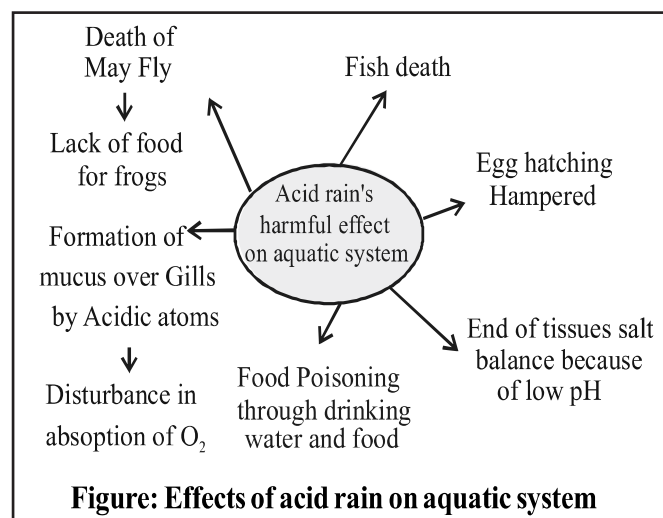 Death of
May Fly
Lack of food
for frogs
Fish death
Egg hatching
Hampered
Acid rain's
harmful effect
on aquatic system
Formation of
mucus over Gills
by Acidic atoms
Disturbance in
absoption of O₂
Food Poisoning
through drinking
water and food
End of tissues salt
balance because
of low pH
Figure: Effects of acid rain on aquatic system